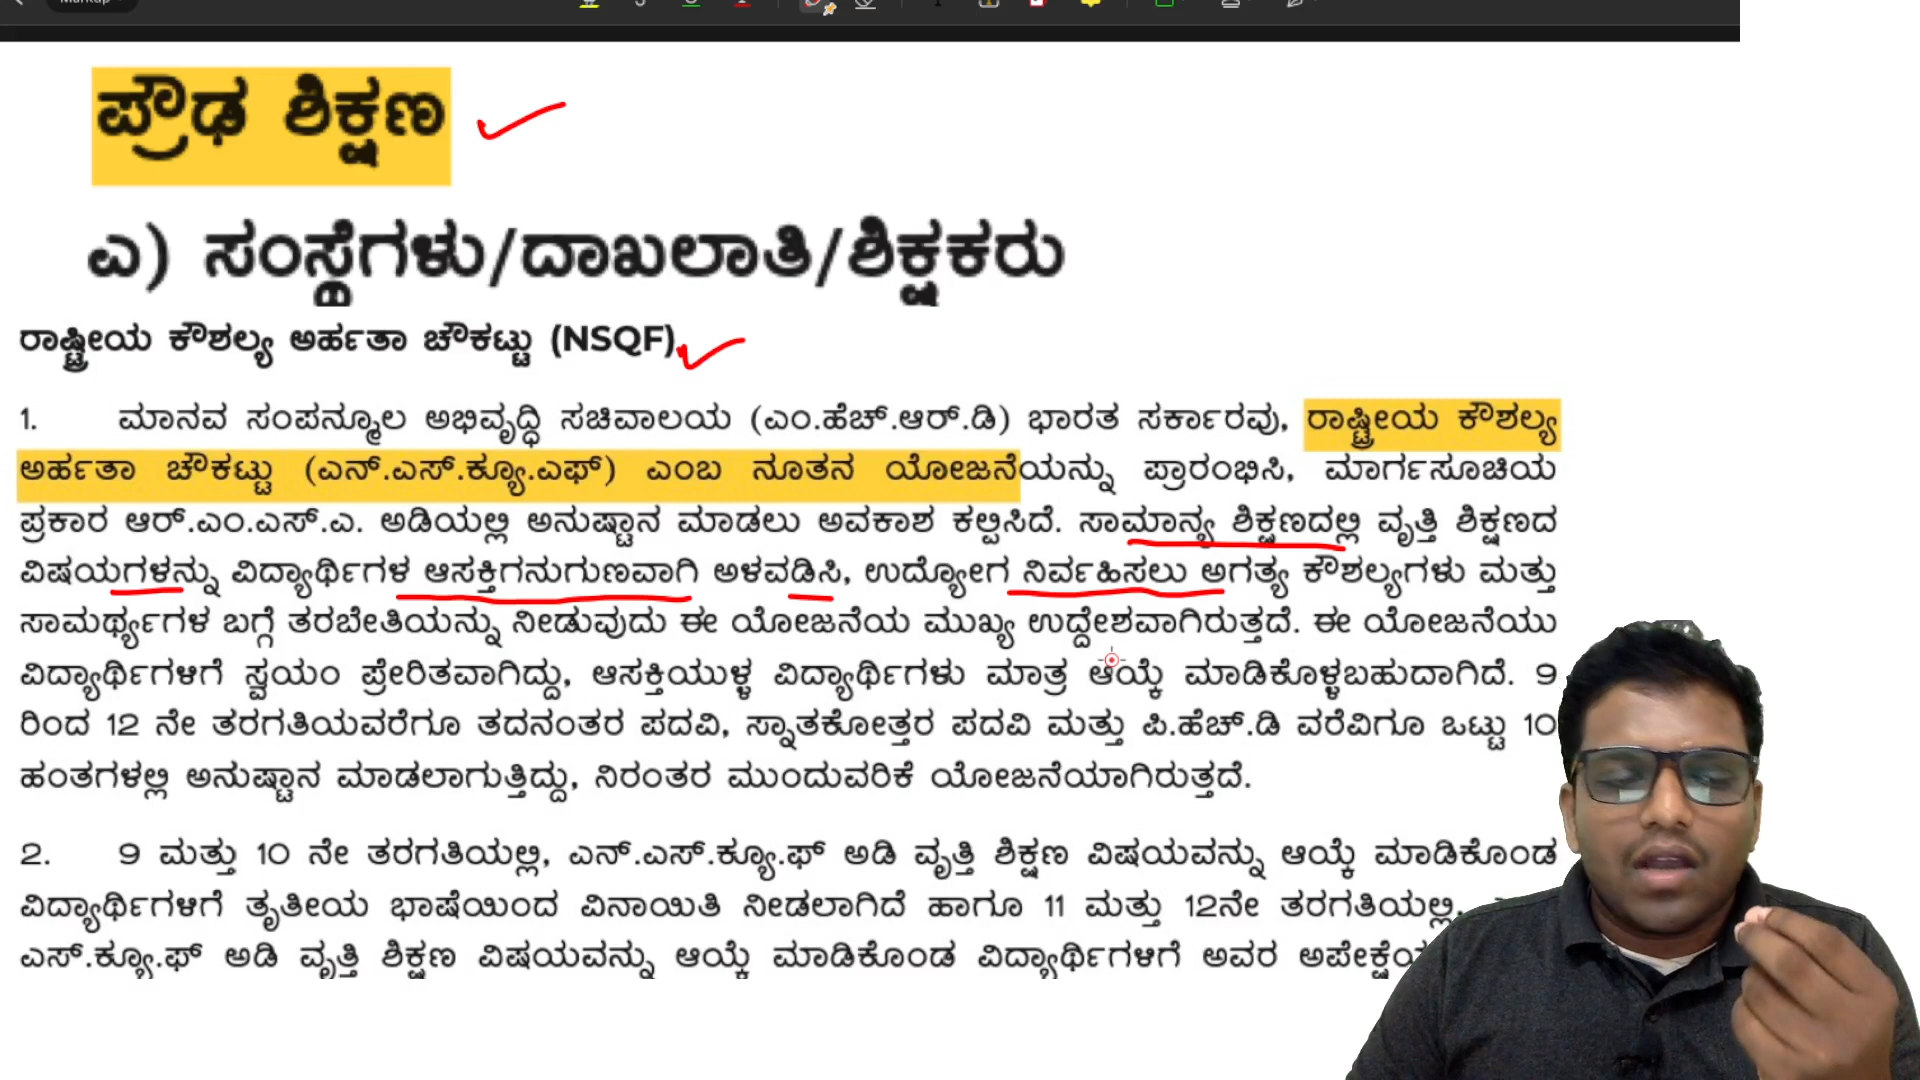 ಪ್ರೌಢ ಶಿಕ್ಷಣ
ಎ) ಸಂಸ್ಥೆಗಳು/ದಾಖಲಾತಿ/ಶಿಕ್ಷಕರು
ರಾಷ್ಟ್ರೀಯ ಕೌಶಲ್ಯ ಅರ್ಹತಾ ಚೌಕಟ್ಟು (NSQF)
1. ಮಾನವ ಸಂಪನ್ಮೂಲ ಅಭಿವೃದ್ಧಿ ಸಚಿವಾಲಯ (ಎಂ.ಹೆಚ್.ಆರ್.ಡಿ) ಭಾರತ ಸರ್ಕಾರವು, ರಾಷ್ಟ್ರೀಯ ಕೌಶಲ್ಯ
ಅರ್ಹತಾ ಚೌಕಟ್ಟು (ಎನ್.ಎಸ್.ಕ್ಯೂ.ಎಫ್) ಎಂಬ ನೂತನ ಯೋಜನೆಯನ್ನು ಪ್ರಾರಂಭಿಸಿ, ಮಾರ್ಗಸೂಚಿಯ
ಪ್ರಕಾರ ಆರ್.ಎಂ.ಎಸ್.ಎ. ಅಡಿಯಲ್ಲಿ ಅನುಷ್ಟಾನ ಮಾಡಲು ಅವಕಾಶ ಕಲ್ಪಿಸಿದೆ. ಸಾಮಾನ್ಯ ಶಿಕ್ಷಣದಲ್ಲಿ ವೃತ್ತಿ ಶಿಕ್ಷಣದ
ವಿಷಯಗಳನ್ನು ವಿದ್ಯಾರ್ಥಿಗಳ ಆಸಕ್ತಿಗನುಗುಣವಾಗಿ ಅಳವಡಿಸಿ, ಉದ್ಯೋಗ ನಿರ್ವಹಿಸಲು ಅಗತ್ಯ ಕೌಶಲ್ಯಗಳು ಮತ್ತು
ಸಾಮರ್ಥ್ಯಗಳ ಬಗ್ಗೆ ತರಬೇತಿಯನ್ನು ನೀಡುವುದು ಈ ಯೋಜನೆಯ ಮುಖ್ಯ ಉದ್ದೇಶವಾಗಿರುತ್ತದೆ. ಈ ಯೋಜನೆಯು
ವಿದ್ಯಾರ್ಥಿಗಳಿಗೆ ಸ್ವಯಂ ಪ್ರೇರಿತವಾಗಿದ್ದು, ಆಸಕ್ತಿಯುಳ್ಳ ವಿದ್ಯಾರ್ಥಿಗಳು ಮಾತ್ರ ಆಯ್ಕೆ ಮಾಡಿಕೊಳ್ಳಬಹುದಾಗಿದೆ. 9
ರಿಂದ 12 ನೇ ತರಗತಿಯವರೆಗೂ ತದನಂತರ ಪದವಿ, ಸ್ನಾತಕೋತ್ತರ ಪದವಿ ಮತ್ತು ಪಿ.ಹೆಚ್.ಡಿ ವರೆವಿಗೂ ಒಟ್ಟು 10
ಹಂತಗಳಲ್ಲಿ ಅನುಷ್ಟಾನ ಮಾಡಲಾಗುತ್ತಿದ್ದು, ನಿರಂತರ ಮುಂದುವರಿಕೆ ಯೋಜನೆಯಾಗಿರುತ್ತದೆ.
2. 9 ಮತ್ತು 10 ನೇ ತರಗತಿಯಲ್ಲಿ, ಎನ್.ಎಸ್.ಕ್ಯೂ.ಫ್ ಅಡಿ ವೃತ್ತಿ ಶಿಕ್ಷಣ ವಿಷಯವನ್ನು ಆಯ್ಕೆ ಮಾಡಿಕೊಂಡ
ವಿದ್ಯಾರ್ಥಿಗಳಿಗೆ ತೃತೀಯ ಭಾಷೆಯಿಂದ ವಿನಾಯಿತಿ ನೀಡಲಾಗಿದೆ ಹಾಗೂ 11 ಮತ್ತು 12ನೇ ತರಗತಿಯಲ್ಲಿ,
ಎಸ್.ಕ್ಯೂ.ಫ್ ಅಡಿ ವೃತ್ತಿ ಶಿಕ್ಷಣ ವಿಷಯವನ್ನು ಆಯ್ಕೆ ಮಾಡಿಕೊಂಡ ವಿದ್ಯಾರ್ಥಿಗಳಿಗೆ ಅವರ